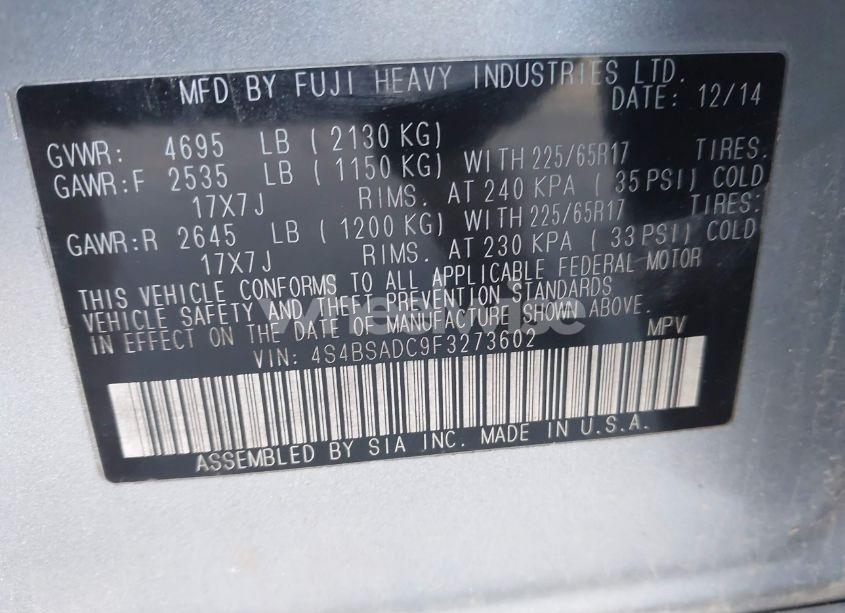 MFD BY FUJI HEAVY INDUSTRIES LTD.
DATE: 12/14
GVWR: 4695 LB ( 2130 KG)
GAWR:F 2535 LB ( 1150 KG) WITH 225/65R17 TIRES.
17X7J RIMS. AT 240 KPA ( 35 PSI) COLD
GAWR:R 2645 LB ( 1200 KG) WITH 225/65R17 TIRES:
17X7J RIMS. AT 230 KPA ( 33 PSI) COLD
THIS VEHICLE CONFORMS TO ALL APPLICABLE FEDERAL MOTOR
VEHICLE SAFETY AND THEFT PREVENTION STANDARDS
IN EFFECT ON THE DATE OF MANUFACTURE SHOWN ABOVE.
VIN: 4S4BSADC9F3273602 MPV
ASSEMBLED BY SIA INC. MADE IN U.S.A.